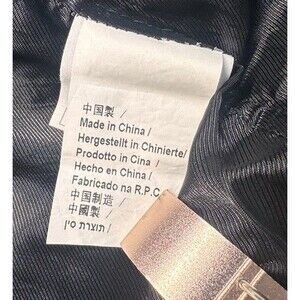 中国製 /
Made in China /
Hergestellt in Chinierte/
Prodotto in Cina /
Hecho en China /
Fabricado na R.P.C
中国制造 /
中國製 /
תוצרת סין /